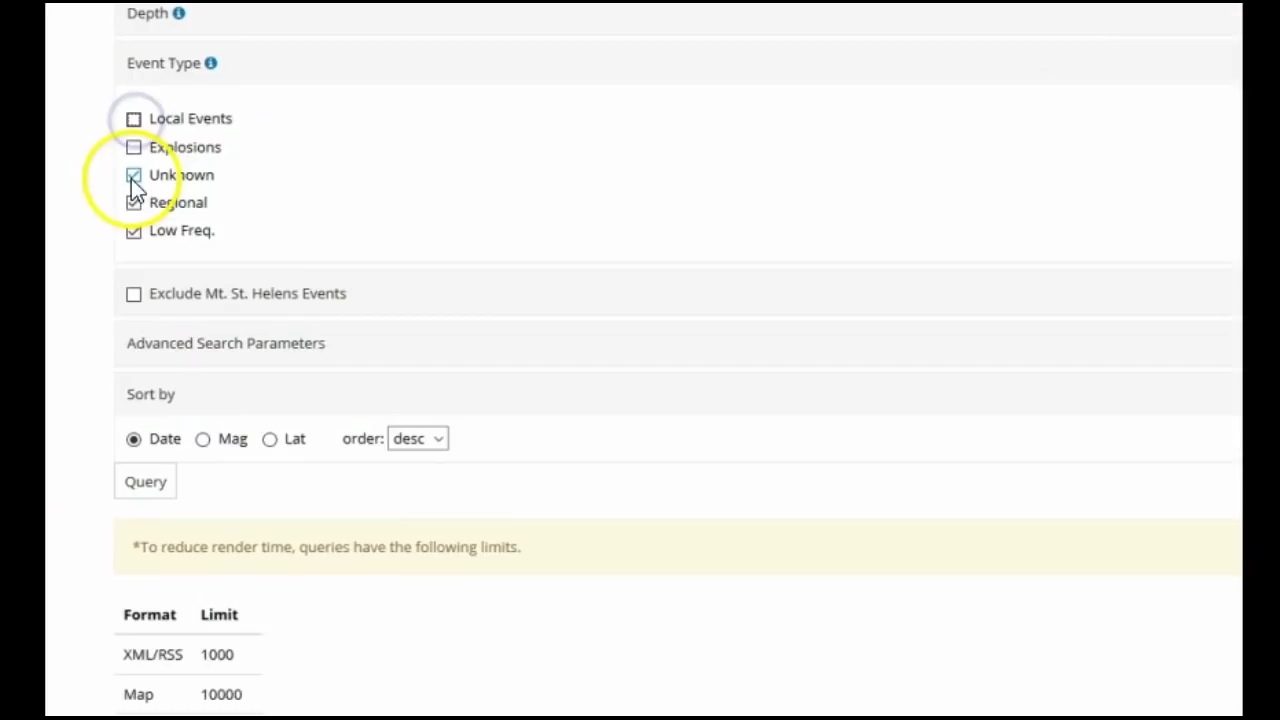 Depth
Event Type
Local Events
Explosions
Unknown
Regional
Low Freq.
Exclude Mt. St. Helens Events
Advanced Search Parameters
Sort by
Date Mag Lat order: desc
Query
*To reduce render time, queries have the following limits.
Format Limit
XML/RSS 1000
Map 10000